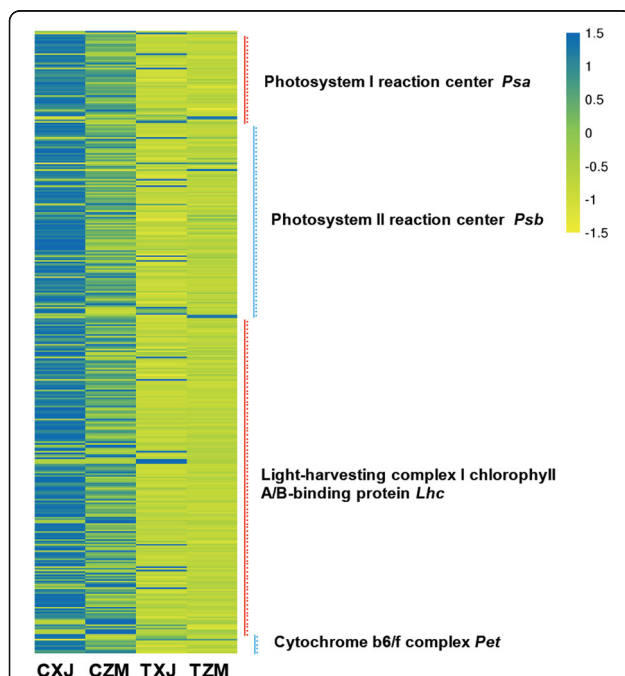 1.5
1
0.5
0
-0.5
-1
-1.5
Photosystem I reaction center Psa
Photosystem II reaction center Psb
Light-harvesting complex I chlorophyll
A/B-binding protein Lhc
Cytochrome b6/f complex Pet
CXJ CZM TXJ TZM